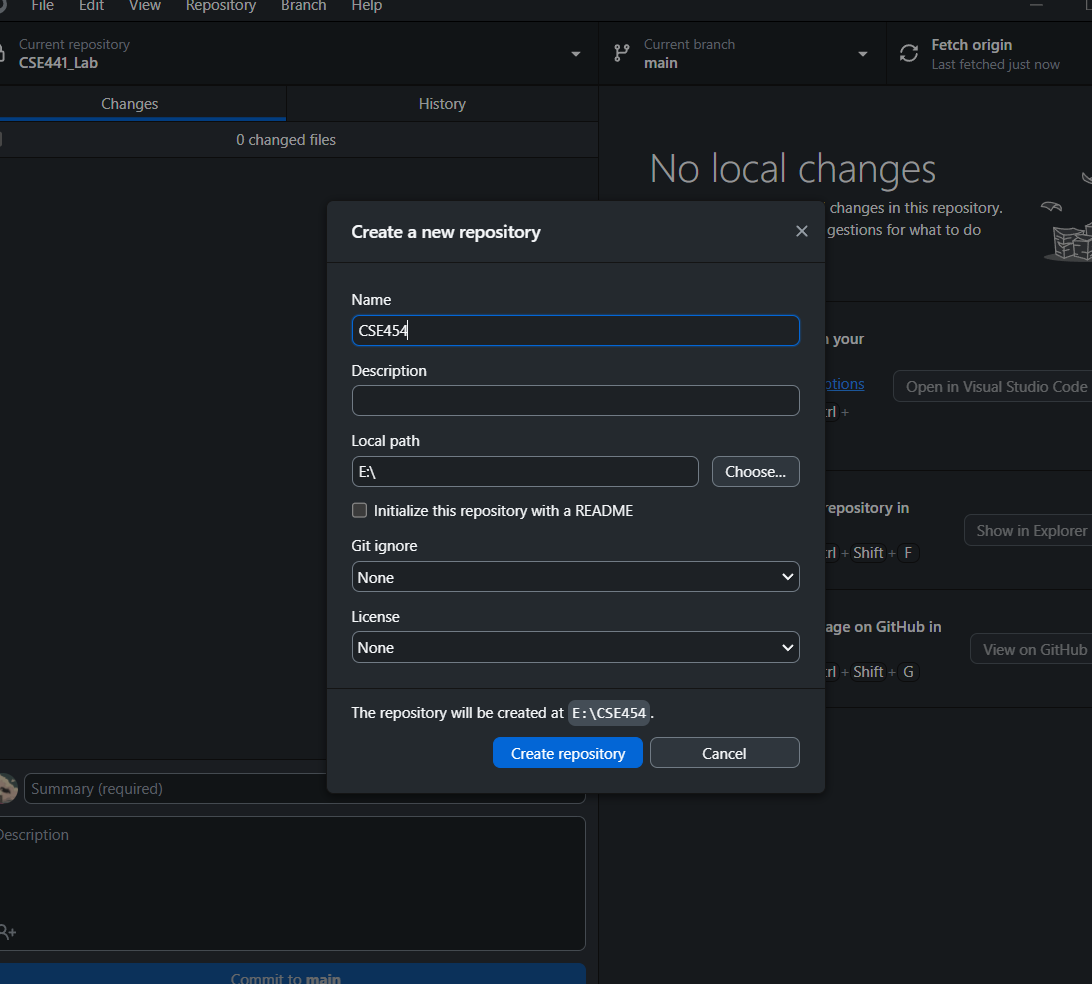 File Edit View Repository Branch Help
Current repository
CSE441_Lab
Current branch
main
Fetch origin
Last fetched just now
Changes
History
0 changed files
No local changes
changes in this repository.
gestions for what to do
Create a new repository
Name
CSE454
Description
Local path
E:\
Choose...
Initialize this repository with a README
Git ignore
None
License
None
The repository will be created at E:\CSE454.
Create repository
Cancel
your
ptions
Open in Visual Studio Code
rl +
repository in
Show in Explorer
rl + Shift + F
age on GitHub in
View on GitHub
rl + Shift + G
Summary (required)
Description
Commit to main